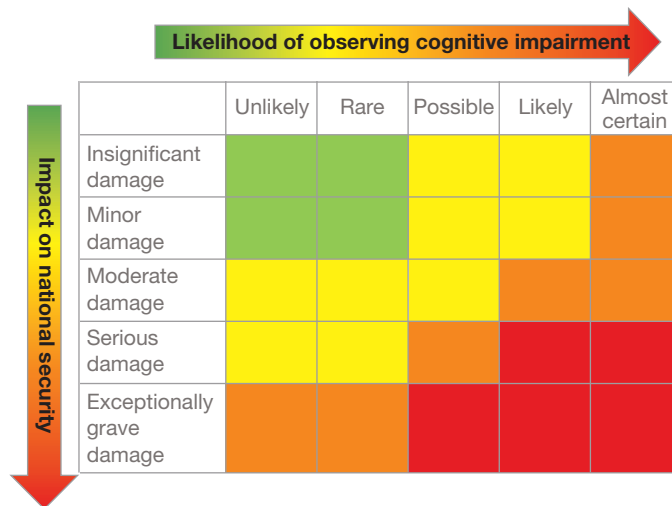 Likelihood of observing cognitive impairment
Impact on national security
Unlikely
Rare
Possible
Likely
Almost
certain
Insignificant
damage
Minor
damage
Moderate
damage
Serious
damage
Exceptionally
grave
damage